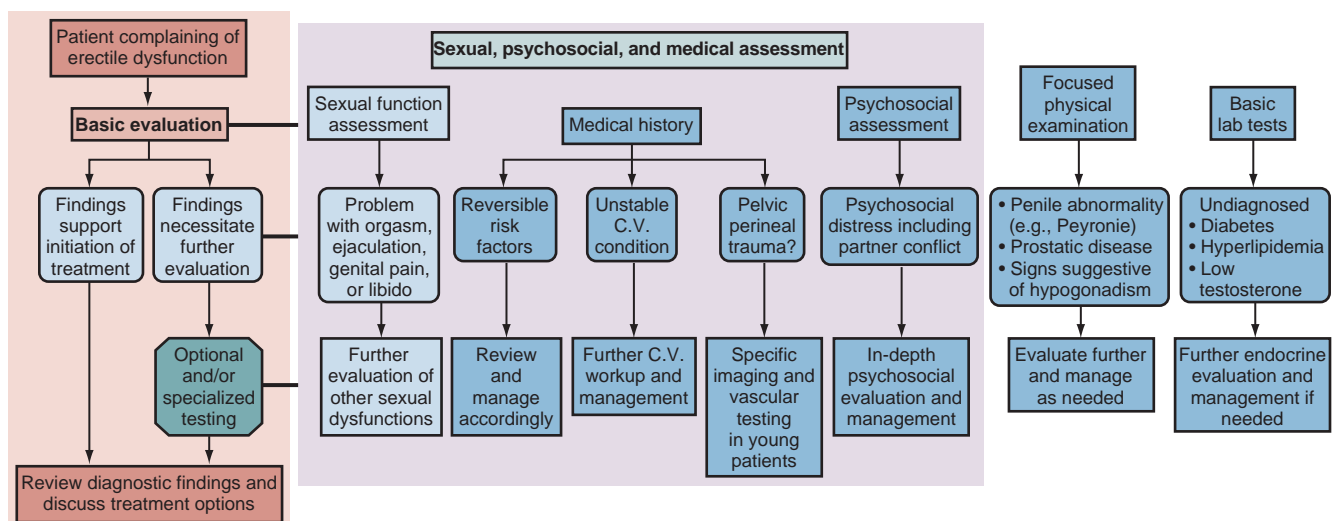 Patient complaining of
erectile dysfunction
Basic evaluation
Findings
support
initiation of
treatment
Findings
necessitate
further
evaluation
Optional
and/or
specialized
testing
Review diagnostic findings and
discuss treatment options
Sexual, psychosocial, and medical assessment
Sexual function
assessment
Medical history
Psychosocial
assessment
Problem
with orgasm,
ejaculation,
genital pain,
or libido
Reversible
risk
factors
Unstable
C.V.
condition
Pelvic
perineal
trauma?
Psychosocial
distress including
partner conflict
Further
evaluation of
other sexual
dysfunctions
Review
and
manage
accordingly
Further C.V.
workup and
management
Specific
imaging and
vascular
testing
in young
patients
In-depth
psychosocial
evaluation and
management
Focused
physical
examination
• Penile abnormality
(e.g., Peyronie)
• Prostatic disease
• Signs suggestive
of hypogonadism
Evaluate further
and manage
as needed
Basic
lab tests
Undiagnosed
• Diabetes
• Hyperlipidemia
• Low
testosterone
Further endocrine
evaluation and
management if
needed